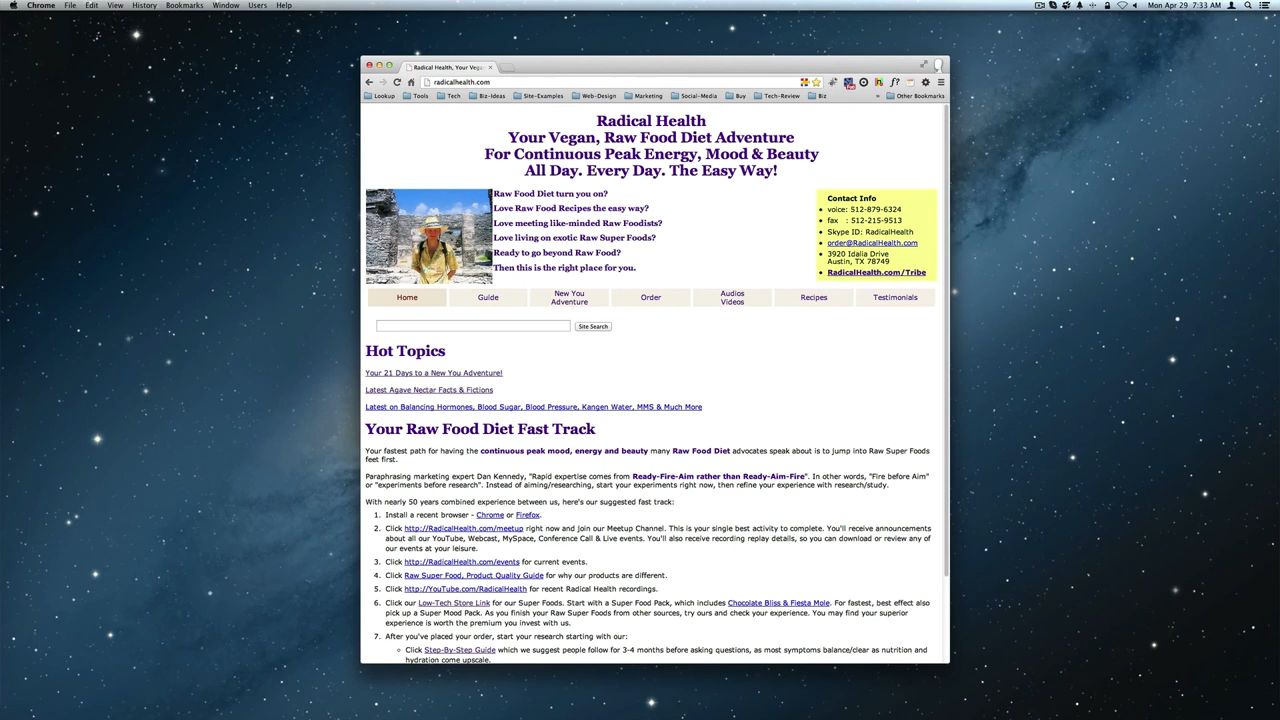 Chrome File Edit View History Bookmarks Window Users Help
Mon Apr 29 7:33 AM
Radical Health, Your Vega
radicalhealth.com
Lookup Tools Tech Biz-Ideas Site-Examples Web-Design Marketing Social-Media Buy Tech-Review Biz » Other Bookmarks
Radical Health
Your Vegan, Raw Food Diet Adventure
For Continuous Peak Energy, Mood & Beauty
All Day. Every Day. The Easy Way!
Raw Food Diet turn you on?
Love Raw Food Recipes the easy way?
Love meeting like-minded Raw Foodists?
Love living on exotic Raw Super Foods?
Ready to go beyond Raw Food?
Then this is the right place for you.
Contact Info
• voice: 512-879-6324
• fax : 512-215-9513
• Skype ID: RadicalHealth
• order@RadicalHealth.com
• 3920 Idalia Drive
Austin, TX 78749
• RadicalHealth.com/Tribe
Home
Guide
New You
Adventure
Order
Audios
Videos
Recipes
Testimonials
Site Search
Hot Topics
Your 21 Days to a New You Adventure!
Latest Agave Nectar Facts & Fictions
Latest on Balancing Hormones, Blood Sugar, Blood Pressure, Kangen Water, MMS & Much More
Your Raw Food Diet Fast Track
Your fastest path for having the continuous peak mood, energy and beauty many Raw Food Diet advocates speak about is to jump into Raw Super Foods
feet first.
Paraphrasing marketing expert Dan Kennedy, "Rapid expertise comes from Ready-Fire-Aim rather than Ready-Aim-Fire". In other words, "Fire before Aim"
or "experiments before research". Instead of aiming/researching, start your experiments right now, then refine your experience with research/study.
With nearly 50 years combined experience between us, here's our suggested fast track:
1. Install a recent browser - Chrome or Firefox.
2. Click http://RadicalHealth.com/meetup right now and join our Meetup Channel. This is your single best activity to complete. You'll receive announcements
about all our YouTube, Webcast, MySpace, Conference Call & Live events. You'll also receive recording replay details, so you can download or review any of
our events at your leisure.
3. Click http://RadicalHealth.com/events for current events.
4. Click Raw Super Food, Product Quality Guide for why our products are different.
5. Click http://YouTube.com/RadicalHealth for recent Radical Health recordings.
6. Click our Low-Tech Store Link for our Super Foods. Start with a Super Food Pack, which includes Chocolate Bliss & Fiesta Mole. For fastest, best effect also
pick up a Super Mood Pack. As you finish your Raw Super Foods from other sources, try ours and check your experience. You may find your superior
experience is worth the premium you invest with us.
7. After you've placed your order, start your research starting with our:
Click Step-By-Step Guide which we suggest people follow for 3-4 months before asking questions, as most symptoms balance/clear as nutrition and
hydration come upscale.